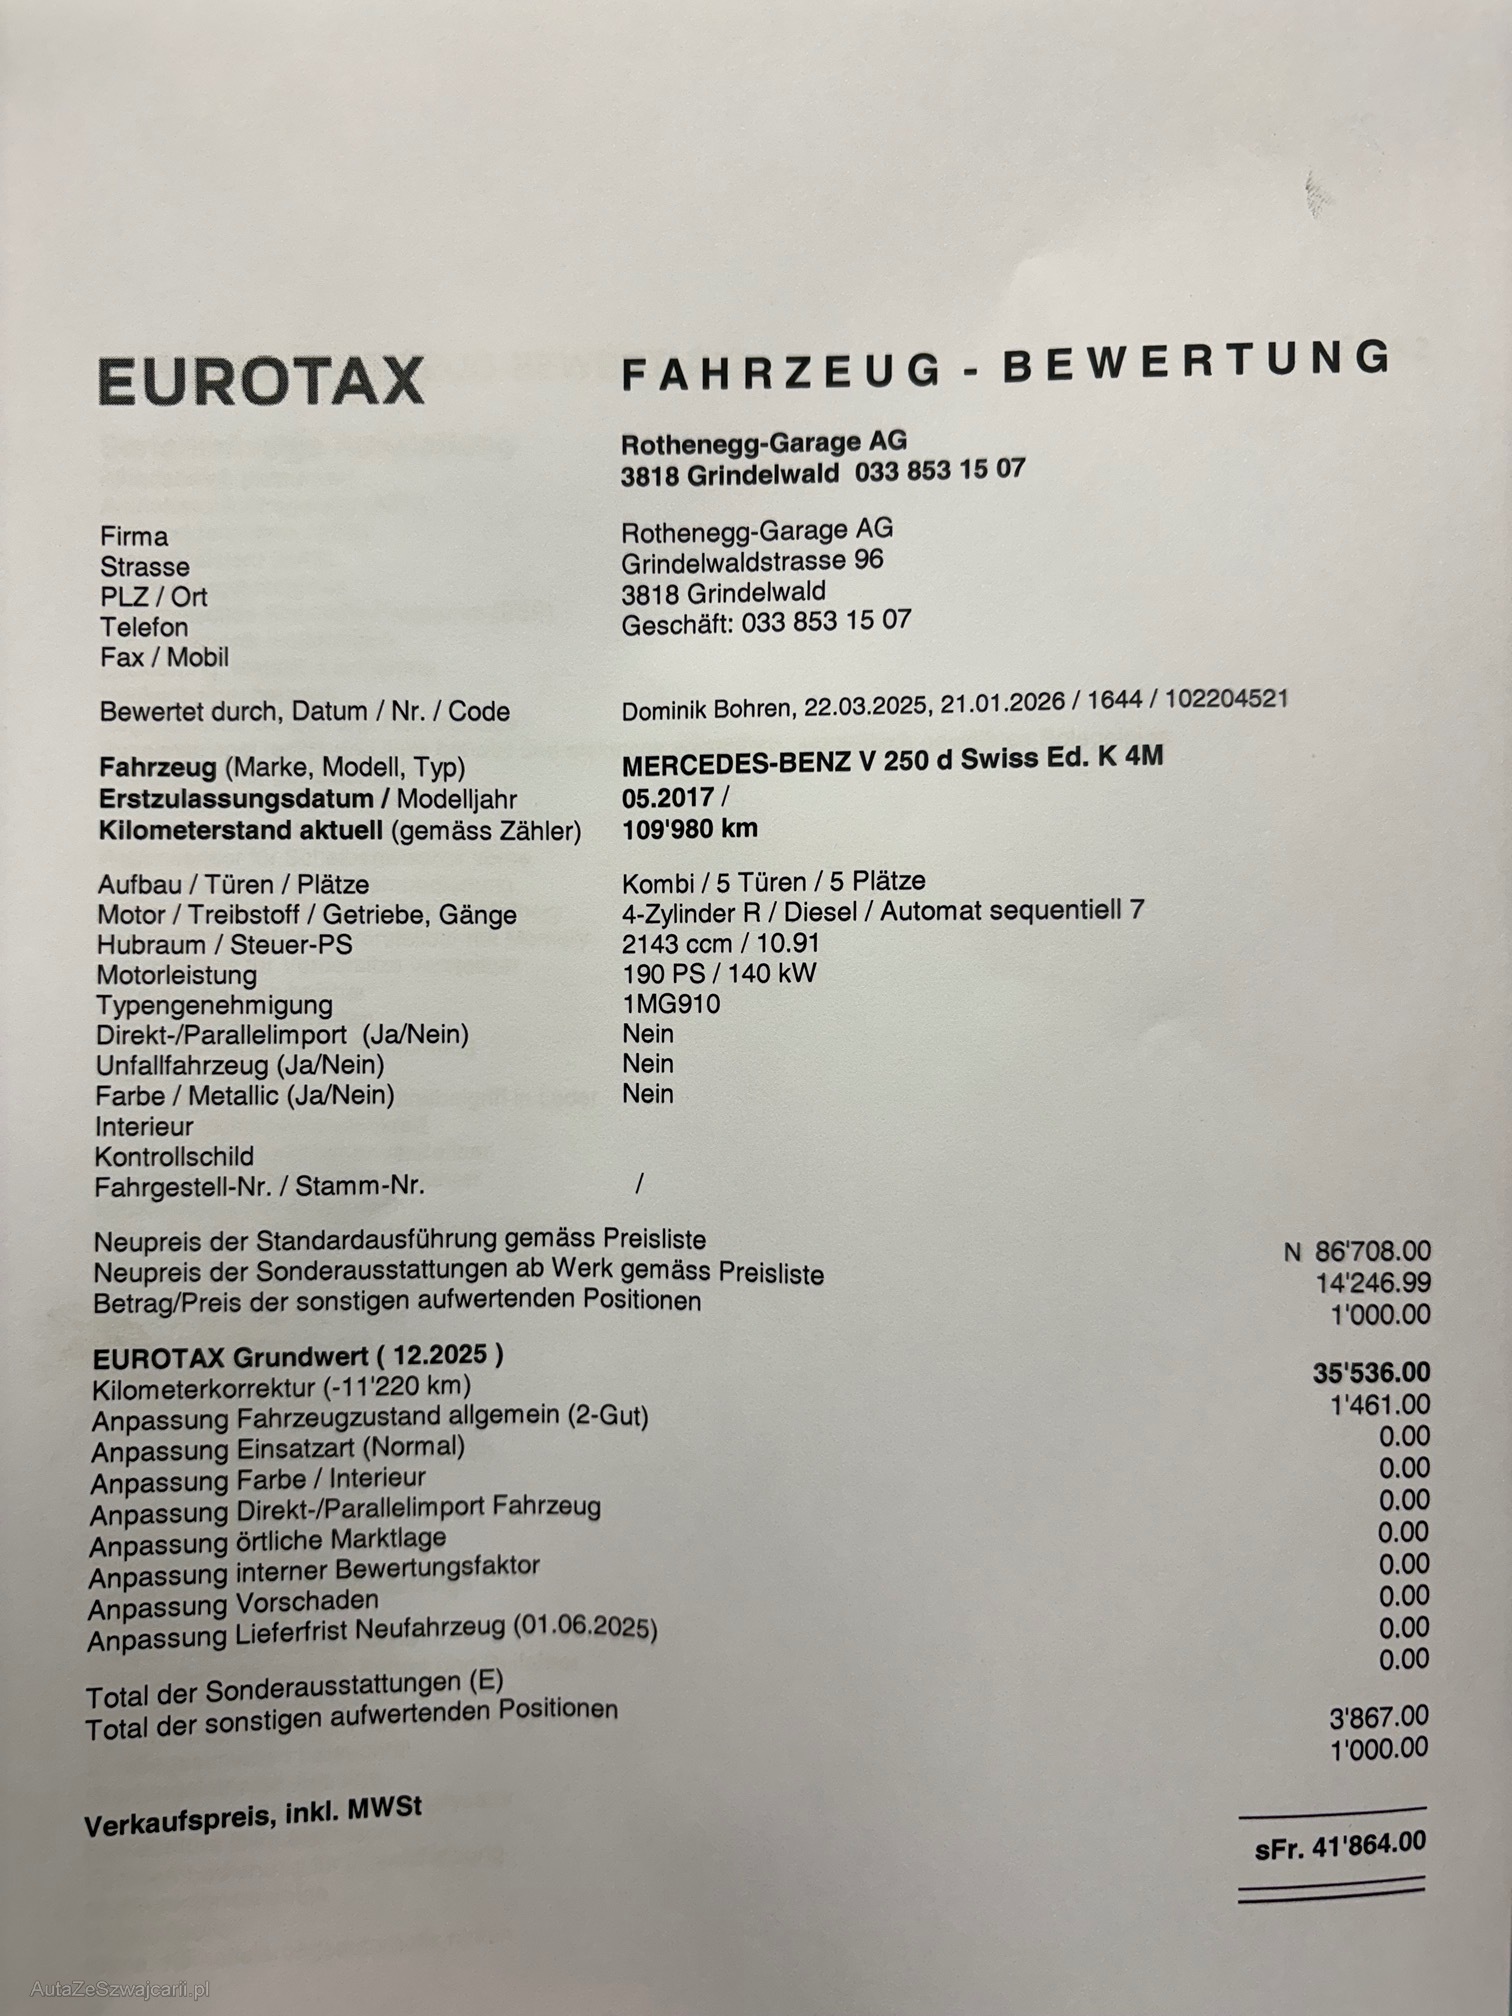 EUROTAX FAHRZEUG - BEWERTUNG
Rothenegg-Garage AG
3818 Grindelwald 033 853 15 07
Firma Rothenegg-Garage AG
Strasse Grindelwaldstrasse 96
PLZ / Ort 3818 Grindelwald
Telefon Geschäft: 033 853 15 07
Fax / Mobil
Bewertet durch, Datum / Nr. / Code Dominik Bohren, 22.03.2025, 21.01.2026 / 1644 / 102204521
Fahrzeug (Marke, Modell, Typ) MERCEDES-BENZ V 250 d Swiss Ed. K 4M
Erstzulassungsdatum / Modelljahr 05.2017 /
Kilometerstand aktuell (gemäss Zähler) 109'980 km
Aufbau / Türen / Plätze Kombi / 5 Türen / 5 Plätze
Motor / Treibstoff / Getriebe, Gänge 4-Zylinder R / Diesel / Automat sequentiell 7
Hubraum / Steuer-PS 2143 ccm / 10.91
Motorleistung 190 PS / 140 kW
Typengenehmigung 1MG910
Direkt-/Parallelimport (Ja/Nein) Nein
Unfallfahrzeug (Ja/Nein) Nein
Farbe / Metallic (Ja/Nein) Nein
Interieur
Kontrollschild
Fahrgestell-Nr. / Stamm-Nr. /
Neupreis der Standardausführung gemäss Preisliste N 86'708.00
Neupreis der Sonderausstattungen ab Werk gemäss Preisliste 14'246.99
Betrag/Preis der sonstigen aufwertenden Positionen 1'000.00
EUROTAX Grundwert ( 12.2025 ) 35'536.00
Kilometerkorrektur (-11'220 km) 1'461.00
Anpassung Fahrzeugzustand allgemein (2-Gut) 0.00
Anpassung Einsatzart (Normal) 0.00
Anpassung Farbe / Interieur 0.00
Anpassung Direkt-/Parallelimport Fahrzeug 0.00
Anpassung örtliche Marktlage 0.00
Anpassung interner Bewertungsfaktor 0.00
Anpassung Vorschaden 0.00
Anpassung Lieferfrist Neufahrzeug (01.06.2025) 0.00
Total der Sonderausstattungen (E) 3'867.00
Total der sonstigen aufwertenden Positionen 1'000.00
Verkaufspreis, inkl. MWSt sFr. 41'864.00
AutaZeSzwajcarii.pl